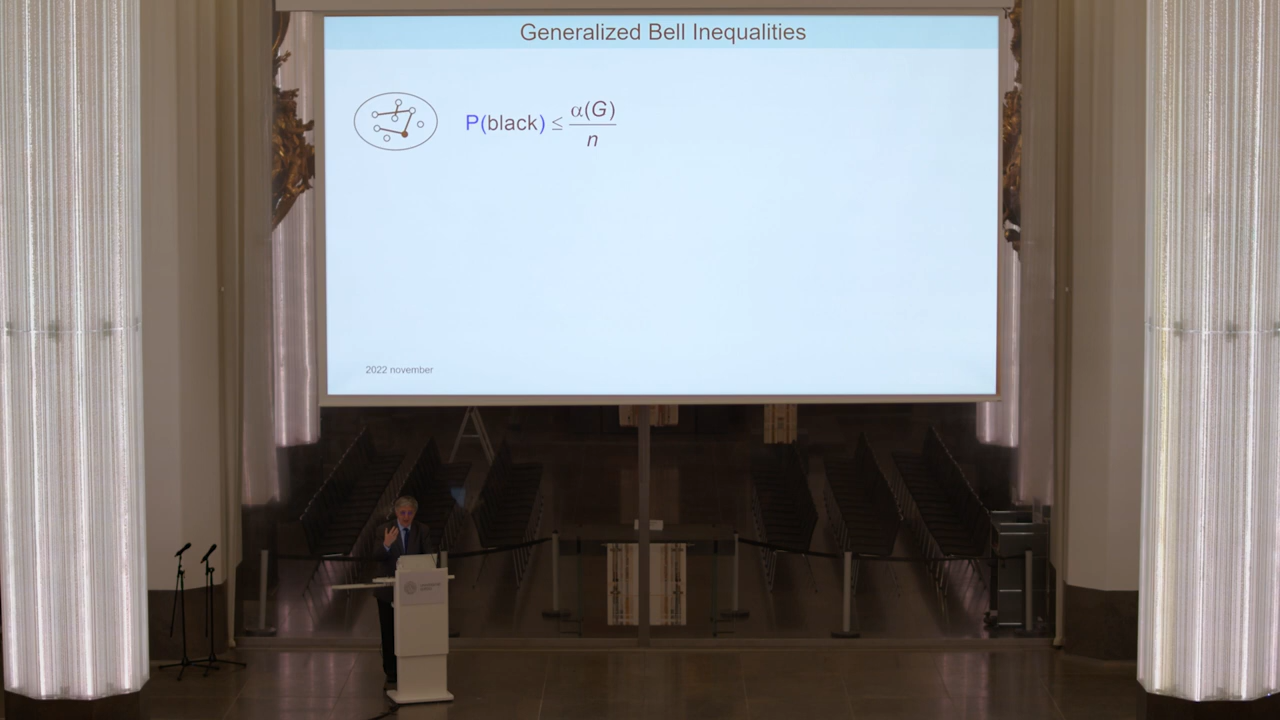 Generalized Bell Inequalities
P(black) ≤ α(G)
n
2022 november